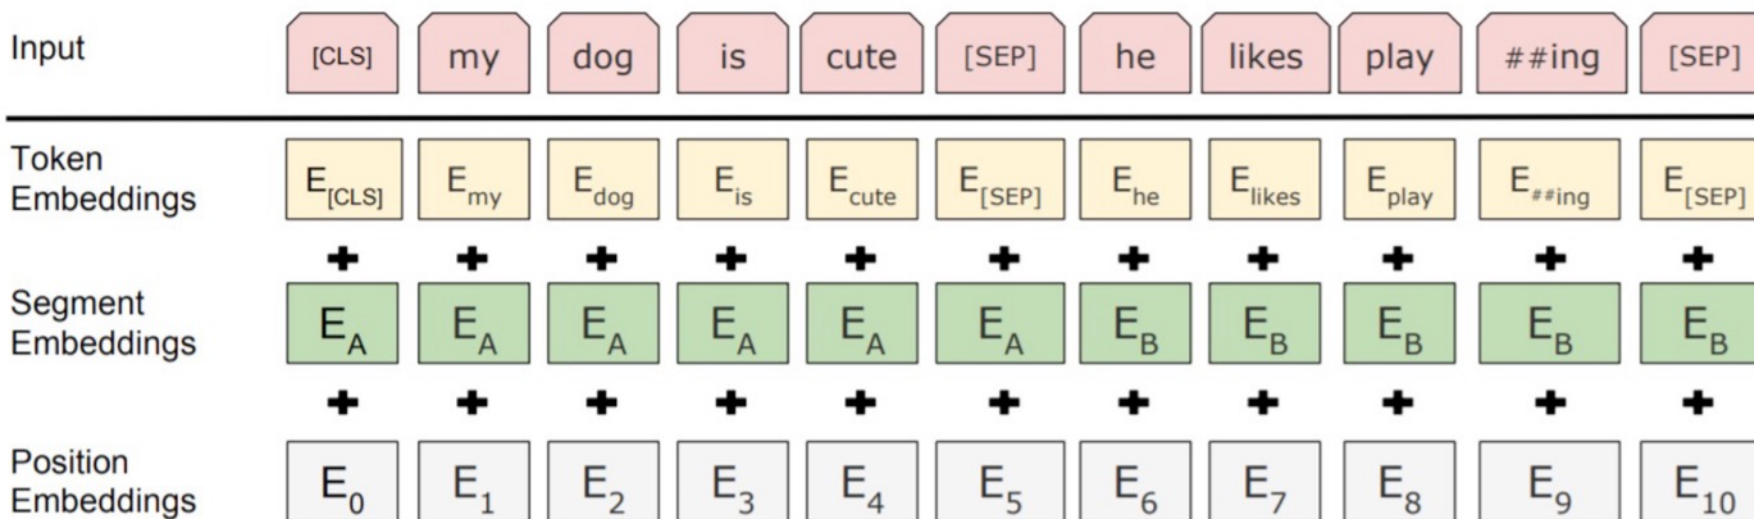 Input [CLS] my dog is cute [SEP] he likes play ##ing [SEP]
Token Embeddings E[CLS] Emy Edog Eis Ecute E[SEP] Ehe Elikes Eplay E##ing E[SEP]
+ + + + + + + + + + +
Segment Embeddings EA EA EA EA EA EA EB EB EB EB EB
+ + + + + + + + + + +
Position Embeddings E0 E1 E2 E3 E4 E5 E6 E7 E8 E9 E10